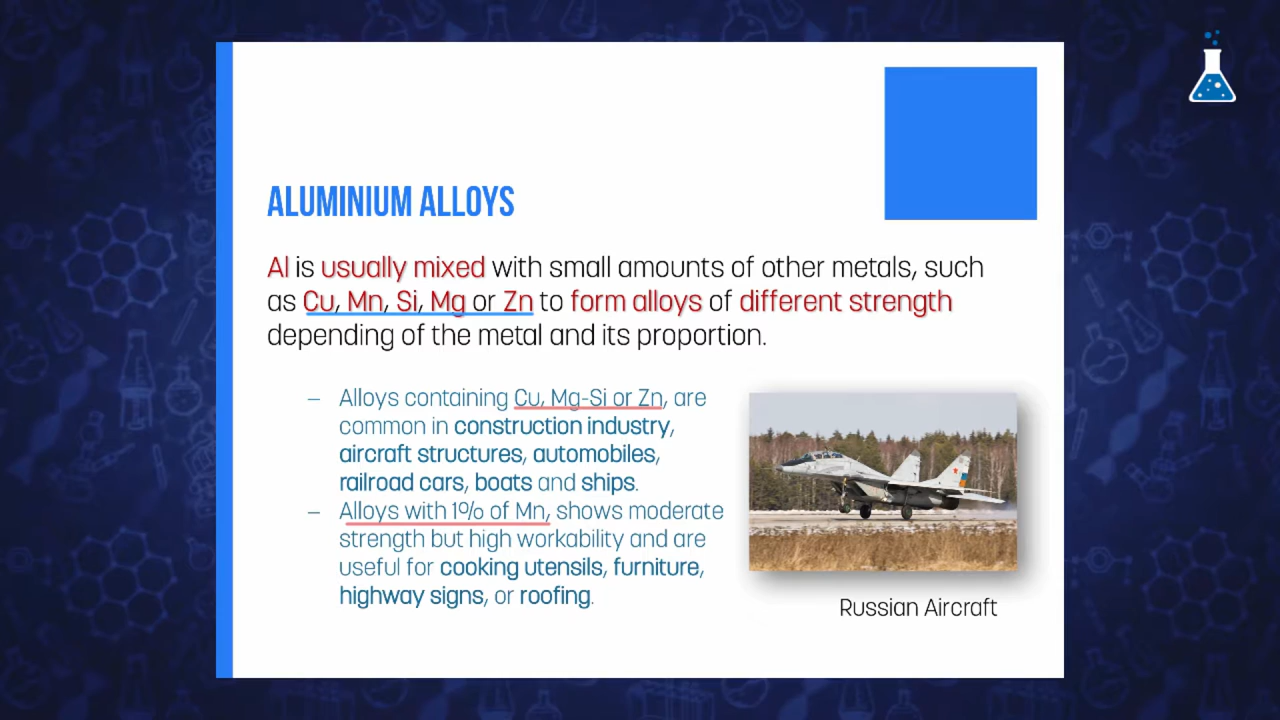 ALUMINIUM ALLOYS
Al is usually mixed with small amounts of other metals, such
as Cu, Mn, Si, Mg or Zn to form alloys of different strength
depending of the metal and its proportion.
– Alloys containing Cu, Mg-Si or Zn, are
common in construction industry,
aircraft structures, automobiles,
railroad cars, boats and ships.
– Alloys with 1% of Mn, shows moderate
strength but high workability and are
useful for cooking utensils, furniture,
highway signs, or roofing.
Russian Aircraft